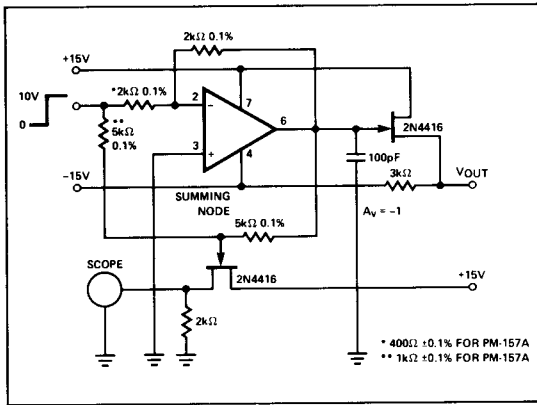 2kΩ 0.1%
+15V
10V
*2kΩ 0.1%
0
**
5kΩ
0.1%
2
−
7
6
3
+
4
2N4416
100pF
3kΩ
VOUT
−15V
SUMMING
NODE
AV = −1
5kΩ 0.1%
SCOPE
2N4416
+15V
2kΩ
* 400Ω ±0.1% FOR PM-157A
** 1kΩ ±0.1% FOR PM-157A